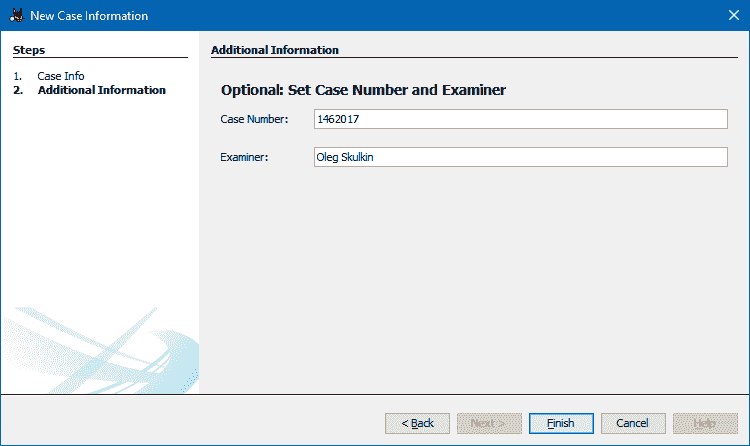 New Case Information
Steps
1. Case Info
2. Additional Information
Additional Information
Optional: Set Case Number and Examiner
Case Number: 1462017
Examiner: Oleg Skulkin
< Back Next > Finish Cancel Help